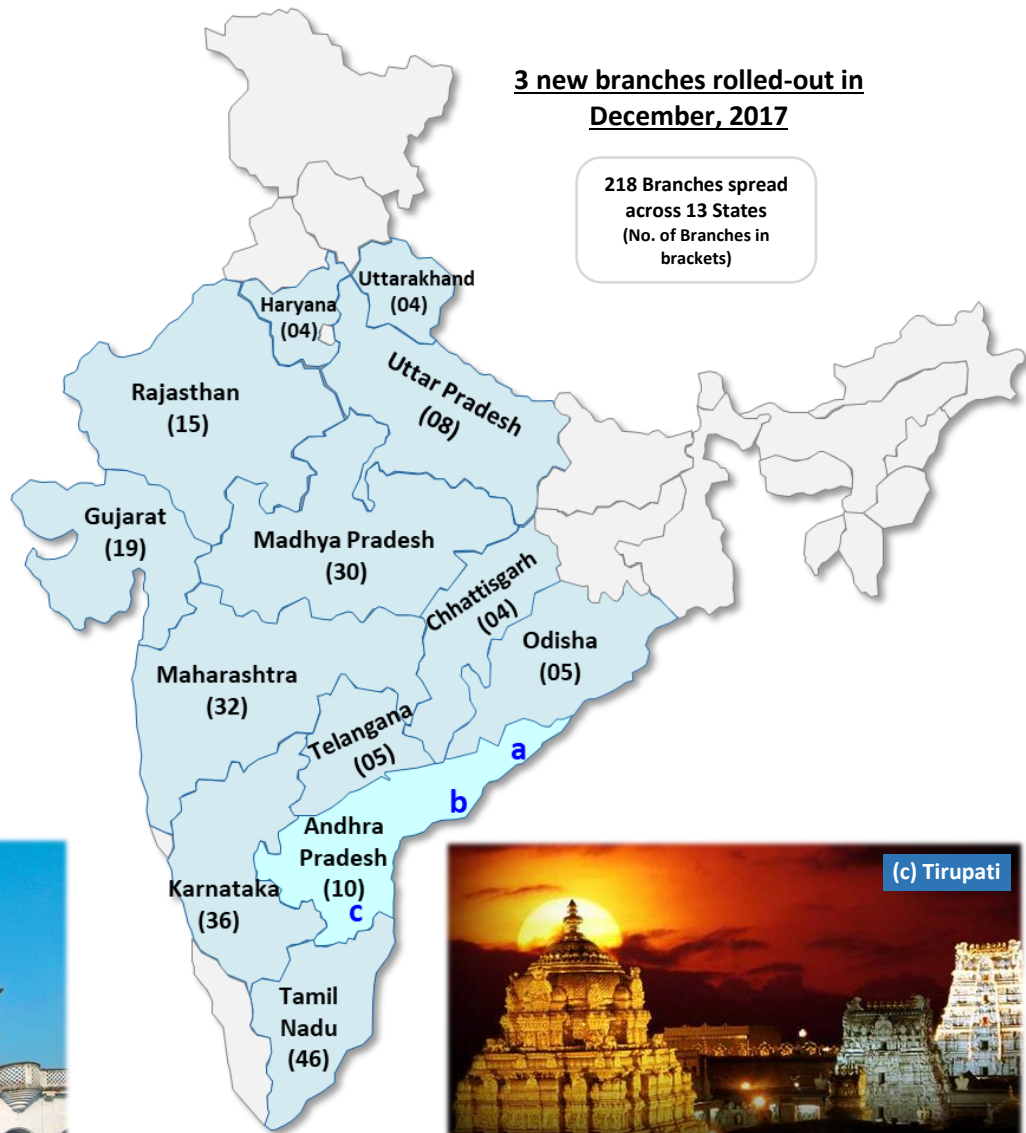 3 new branches rolled-out in
December, 2017
218 Branches spread
across 13 States
(No. of Branches in
brackets)
Uttarakhand
(04)
Haryana
(04)
Rajasthan
(15)
Uttar Pradesh
(08)
Gujarat
(19)
Madhya Pradesh
(30)
Chhattisgarh
(04)
Odisha
(05)
Maharashtra
(32)
Telangana
(05)
a
b
Andhra
Pradesh
(10)
c
Karnataka
(36)
Tamil
Nadu
(46)
(c) Tirupati